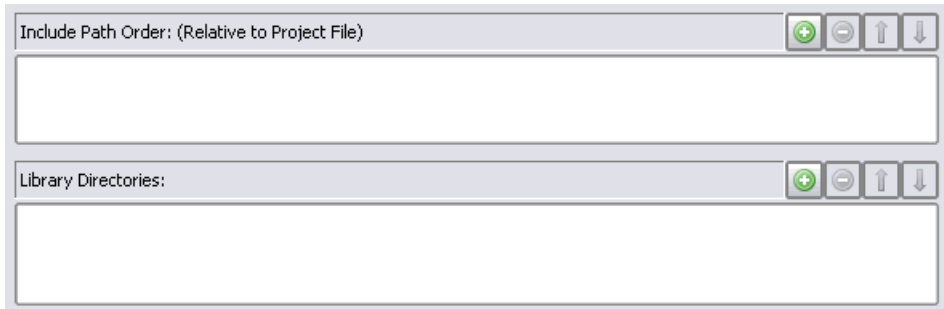 Include Path Order: (Relative to Project File)
Library Directories: